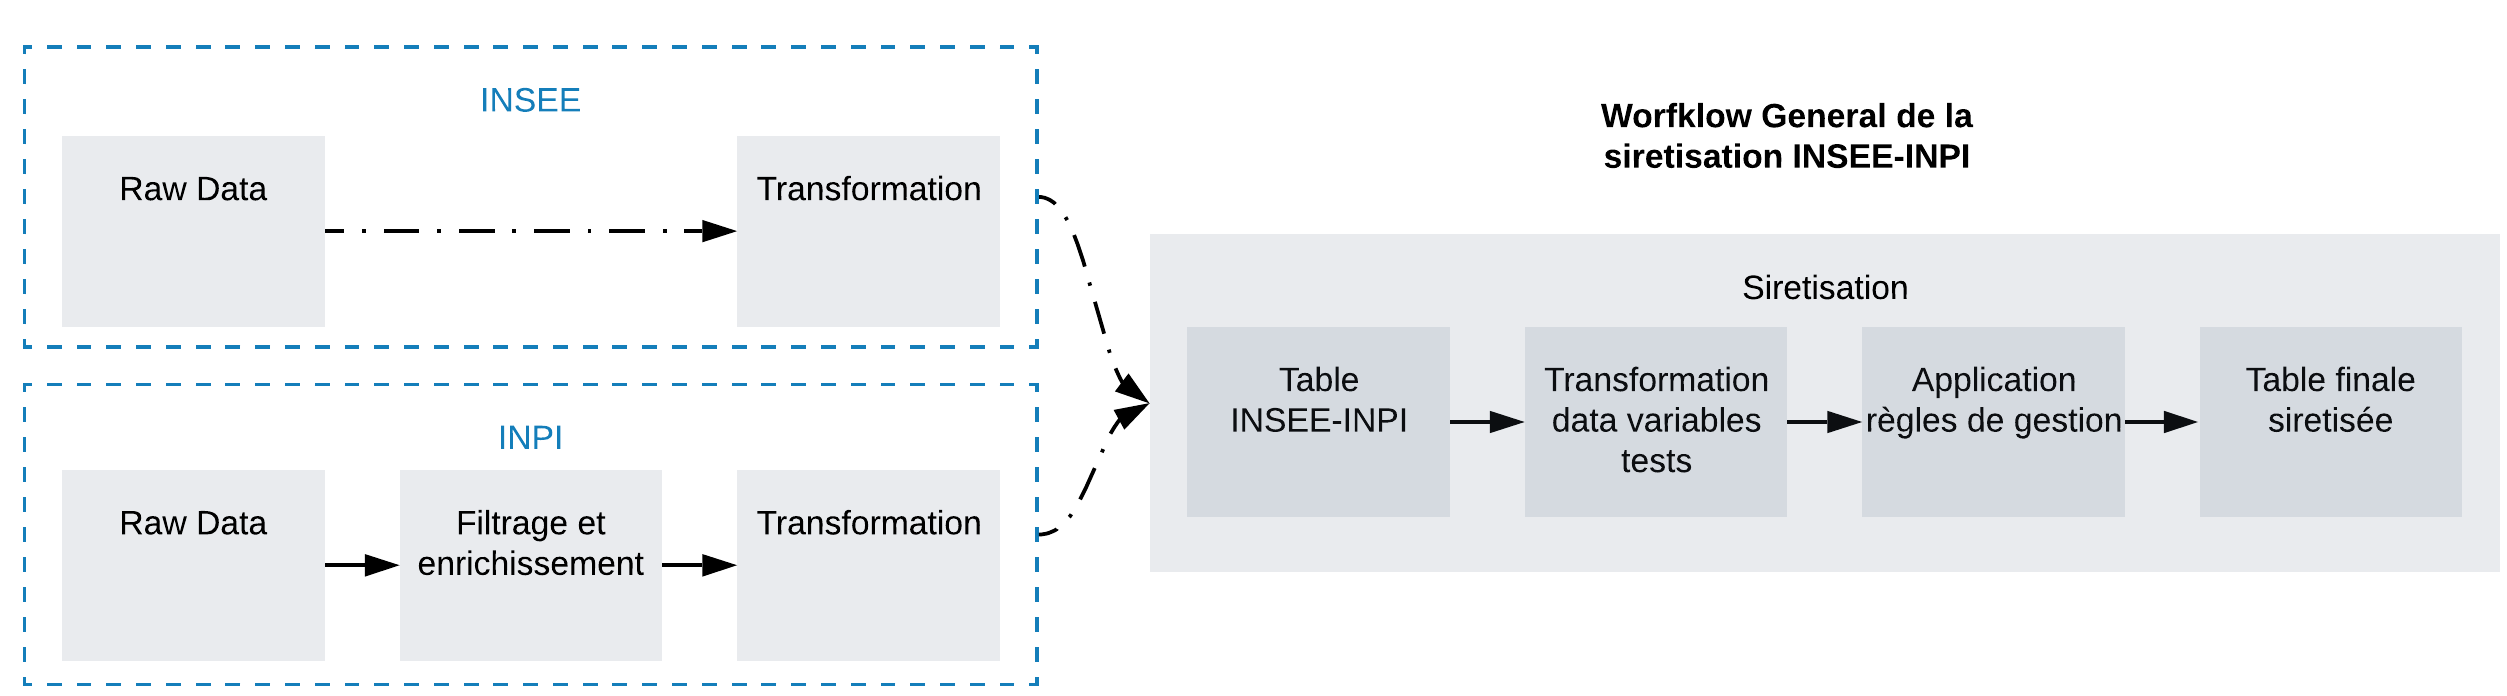 INSEE
Raw Data
Transformation
Worfklow General de la
siretisation INSEE-INPI
Siretisation
Table
INSEE-INPI
Transformation
data variables
tests
Application
règles de gestion
Table finale
siretisée
INPI
Raw Data
Filtrage et
enrichissement
Transformation